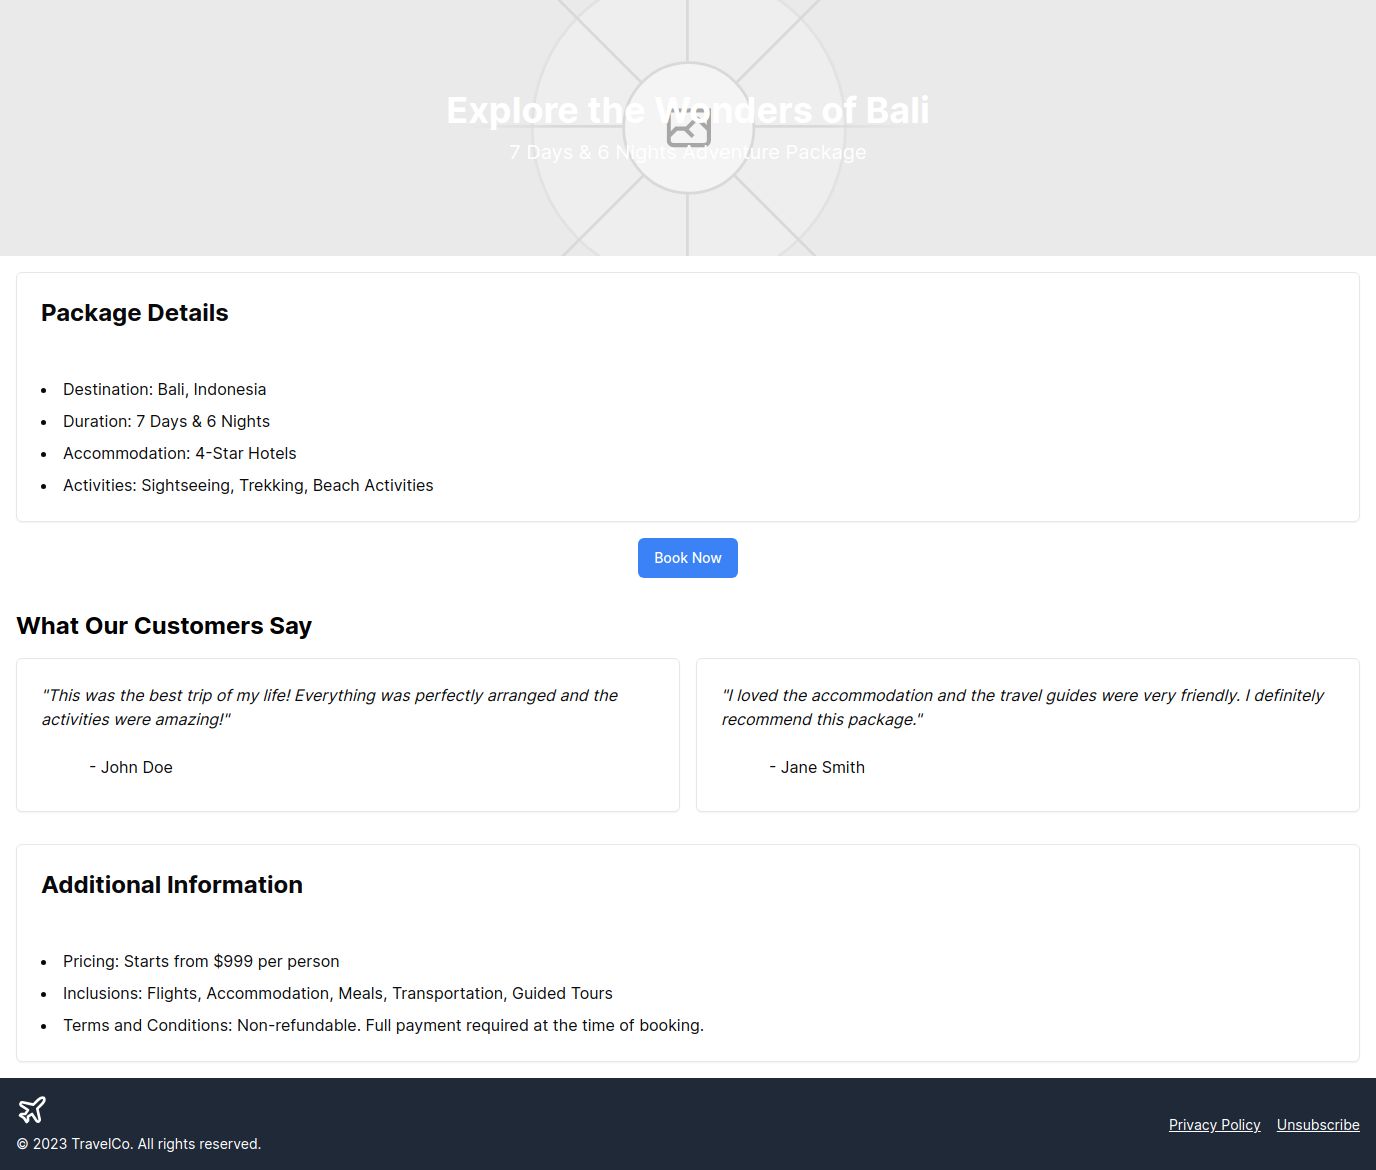 Explore the Wonders of Bali
7 Days & 6 Nights Adventure Package
Package Details
Destination: Bali, Indonesia
Duration: 7 Days & 6 Nights
Accommodation: 4-Star Hotels
Activities: Sightseeing, Trekking, Beach Activities
Book Now
What Our Customers Say
"This was the best trip of my life! Everything was perfectly arranged and the
activities were amazing!"
- John Doe
"I loved the accommodation and the travel guides were very friendly. I definitely
recommend this package."
- Jane Smith
Additional Information
Pricing: Starts from $999 per person
Inclusions: Flights, Accommodation, Meals, Transportation, Guided Tours
Terms and Conditions: Non-refundable. Full payment required at the time of booking.
© 2023 TravelCo. All rights reserved.
Privacy Policy Unsubscribe